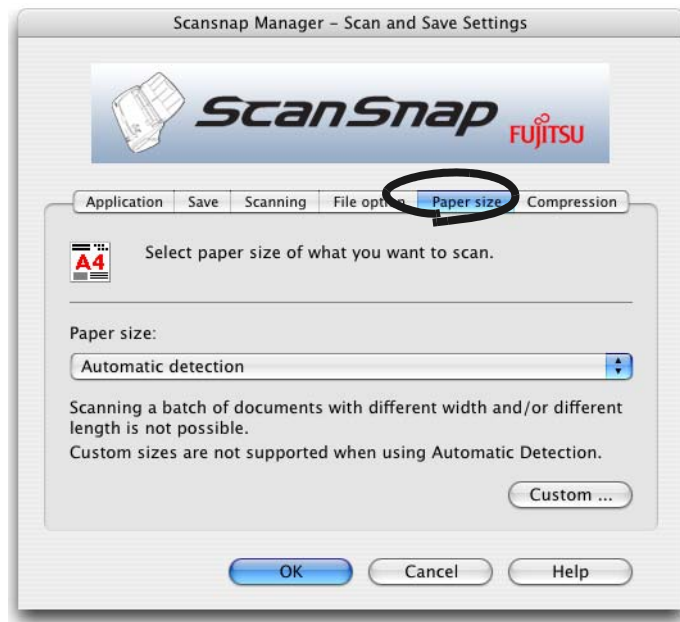 Scansnap Manager – Scan and Save Settings
ScanSnap
FUJITSU
Application Save Scanning File option Paper size Compression
A4
Select paper size of what you want to scan.
Paper size:
Automatic detection
Scanning a batch of documents with different width and/or different
length is not possible.
Custom sizes are not supported when using Automatic Detection.
Custom ...
OK Cancel Help